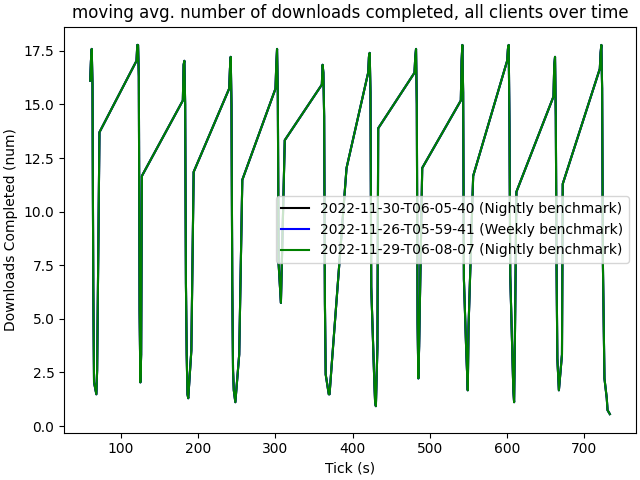 moving avg. number of downloads completed, all clients over time
Downloads Completed (num)
17.5
15.0
12.5
10.0
7.5
5.0
2.5
0.0
2022-11-30-T06-05-40 (Nightly benchmark)
2022-11-26-T05-59-41 (Weekly benchmark)
2022-11-29-T06-08-07 (Nightly benchmark)
100 200 300 400 500 600 700
Tick (s)